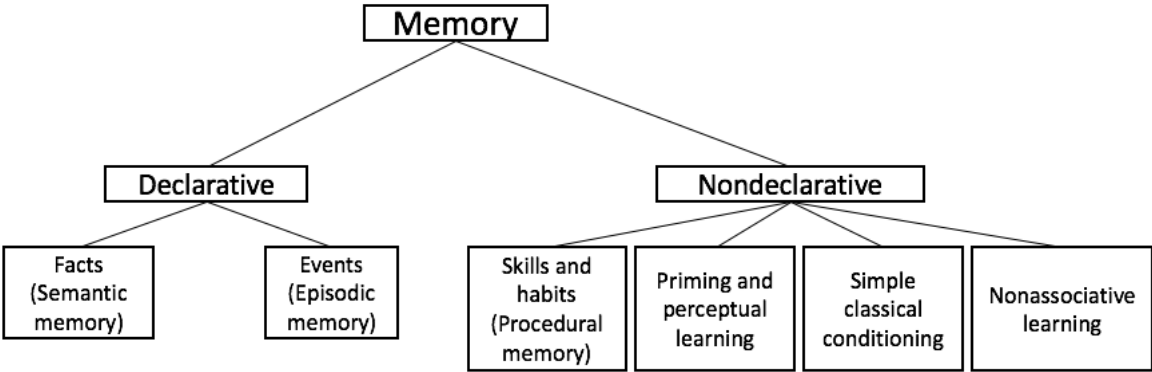 Memory
Declarative
Nondeclarative
Facts
(Semantic
memory)
Events
(Episodic
memory)
Skills and
habits
(Procedural
memory)
Priming and
perceptual
learning
Simple
classical
conditioning
Nonassociative
learning